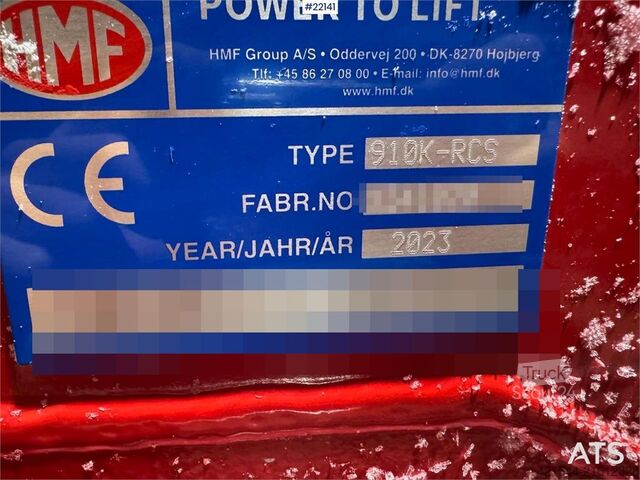 #22141
HMF
POWER TO LIFT
HMF Group A/S • Oddervej 200 • DK-8270 Højbjerg
Tlf: +45 86 27 08 00 • E-mail: info@hmf.dk
www.hmf.dk
CE
TYPE 910K-RCS
FABR.NO
YEAR/JAHR/ÅR 2023
Truck
ATS